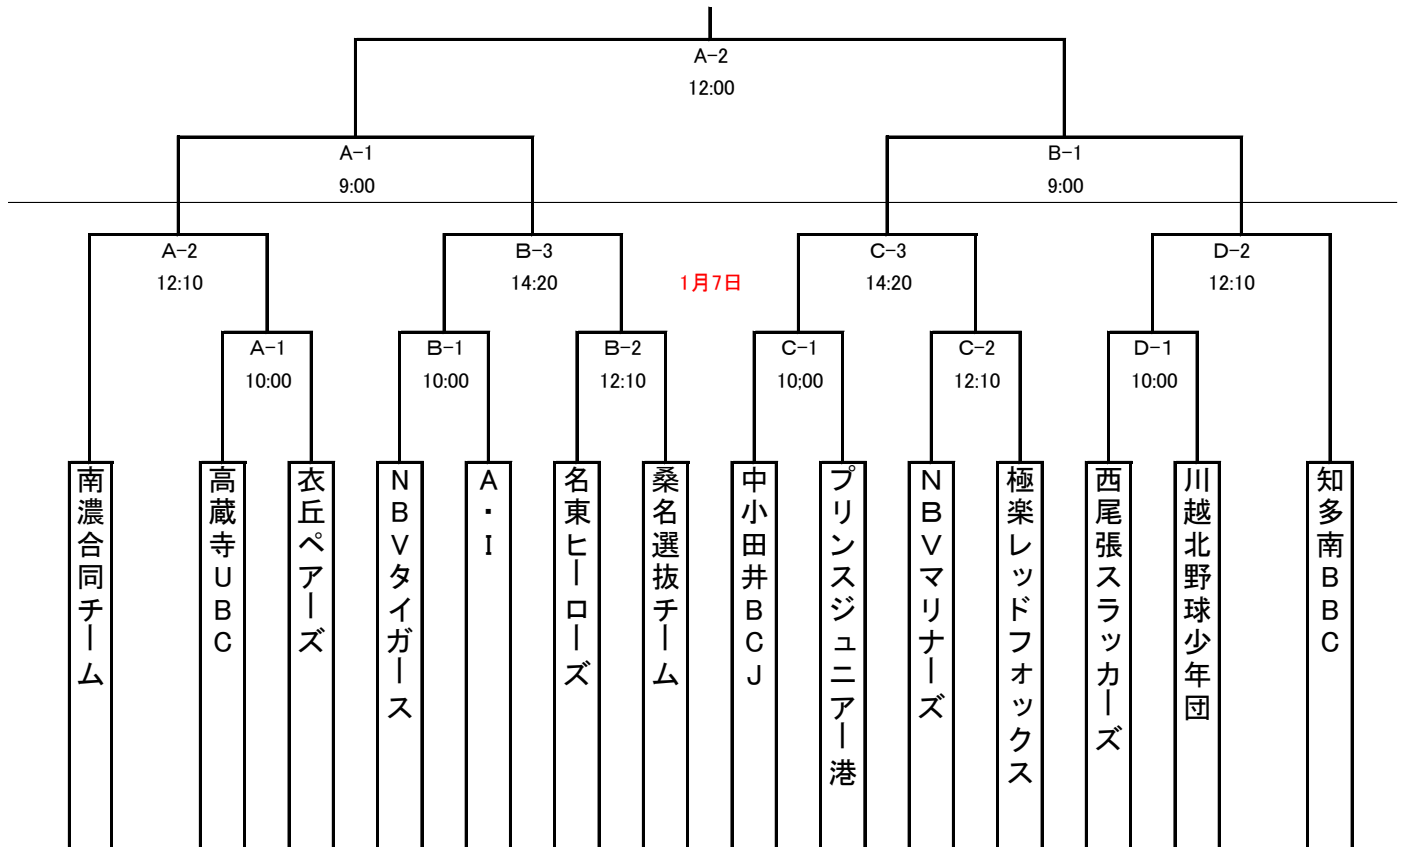 A-2
12:00
A-1
B-1
9:00
9:00
A-2
B-3
C-3
D-2
12:10
14:20
1月7日
14:20
12:10
A-1
B-1
B-2
C-1
C-2
D-1
10:00
10:00
12:10
10;00
12:10
10:00
南濃合同チーム
高蔵寺UBC
衣丘ペアーズ
NBVタイガース
A・I
名東ヒーローズ
桑名選抜チーム
中小田井BCJ
プリンスジュニアー港
NBVマリナーズ
極楽レッドフォックス
西尾張スラッカーズ
川越北野球少年団
知多南BBC